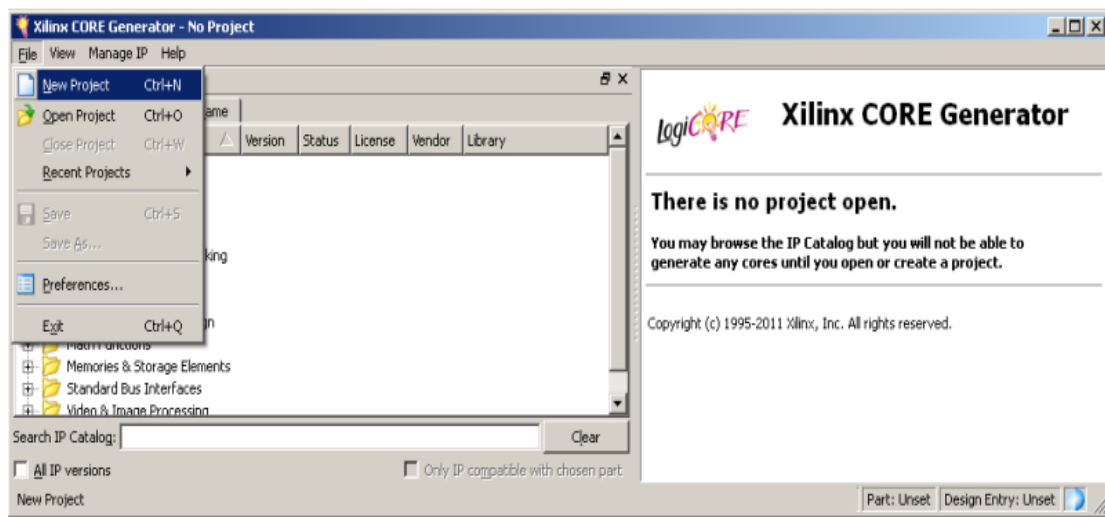 Xilinx CORE Generator - No Project
File View Manage IP Help
New Project Ctrl+N
Open Project Ctrl+O
Close Project Ctrl+W
Recent Projects
Save Ctrl+S
Save As...
Preferences...
Exit Ctrl+Q
ame
Version Status License Vendor Library
king
gn
Math Functions
Memories & Storage Elements
Standard Bus Interfaces
Video & Image Processing
Search IP Catalog: Clear
All IP versions Only IP compatible with chosen part
New Project
LogiCORE Xilinx CORE Generator
There is no project open.
You may browse the IP Catalog but you will not be able to
generate any cores until you open or create a project.
Copyright (c) 1995-2011 Xilinx, Inc. All rights reserved.
Part: Unset Design Entry: Unset